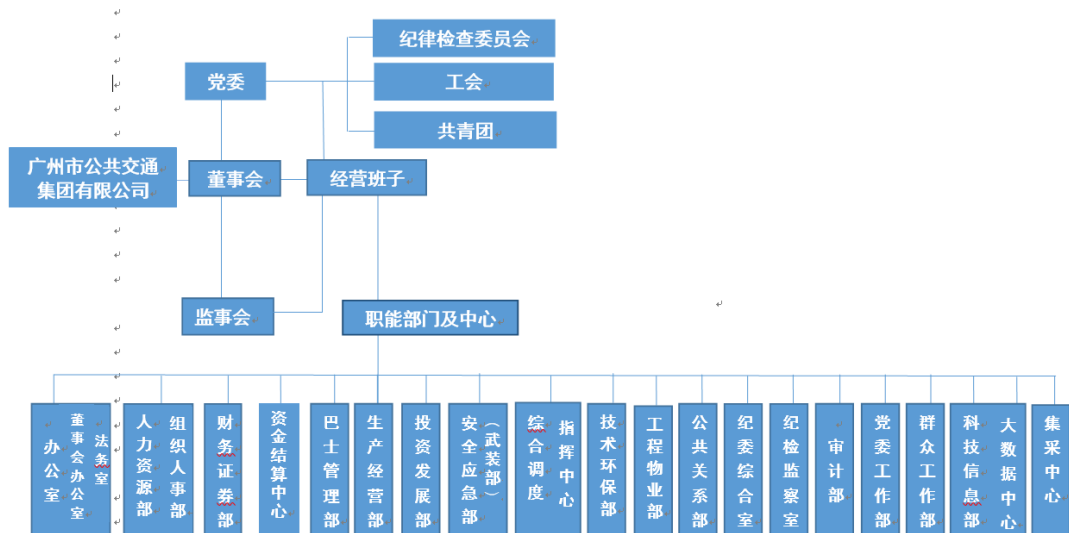 纪律检查委员会
党委
工会
共青团
广州市公共交通
集团有限公司
董事会
经营班子
监事会
职能部门及中心
办公室
董事会办公室
法务室
人力资源部
组织人事部
财务证券部
资金结算中心
巴士管理部
生产经营部
投资发展部
安全应急部
（武装部）
综合调度
指挥中心
技术环保部
工程物业部
公共关系部
纪委综合室
纪检监察室
审计部
党委工作部
群众工作部
科技信息部
大数据中心
集采中心